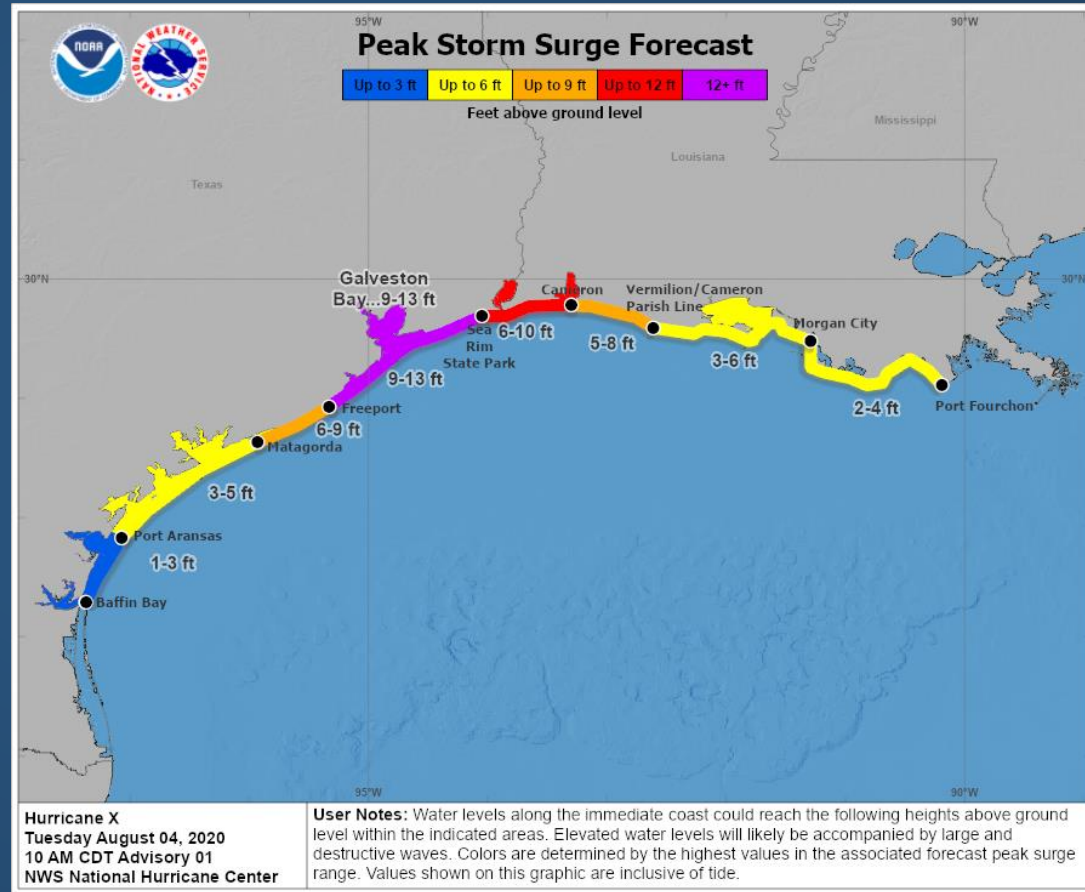 95°W
90°W
NOAA
NATIONAL WEATHER SERVICE
Peak Storm Surge Forecast
Up to 3 ft Up to 6 ft Up to 9 ft Up to 12 ft 12+ ft
Feet above ground level
Mississippi
Louisiana
Texas
30°N
30°N
Galveston
Bay...9-13 ft
Cameron
Vermilion/Cameron
Parish Line
Morgan City
Sea
Rim
State Park
6-10 ft
5-8 ft
3-6 ft
9-13 ft
2-4 ft
Port Fourchon
Freeport
6-9 ft
Matagorda
3-5 ft
Port Aransas
1-3 ft
Baffin Bay
95°W
90°W
Hurricane X
Tuesday August 04, 2020
10 AM CDT Advisory 01
NWS National Hurricane Center
User Notes: Water levels along the immediate coast could reach the following heights above ground
level within the indicated areas. Elevated water levels will likely be accompanied by large and
destructive waves. Colors are determined by the highest values in the associated forecast peak surge
range. Values shown on this graphic are inclusive of tide.